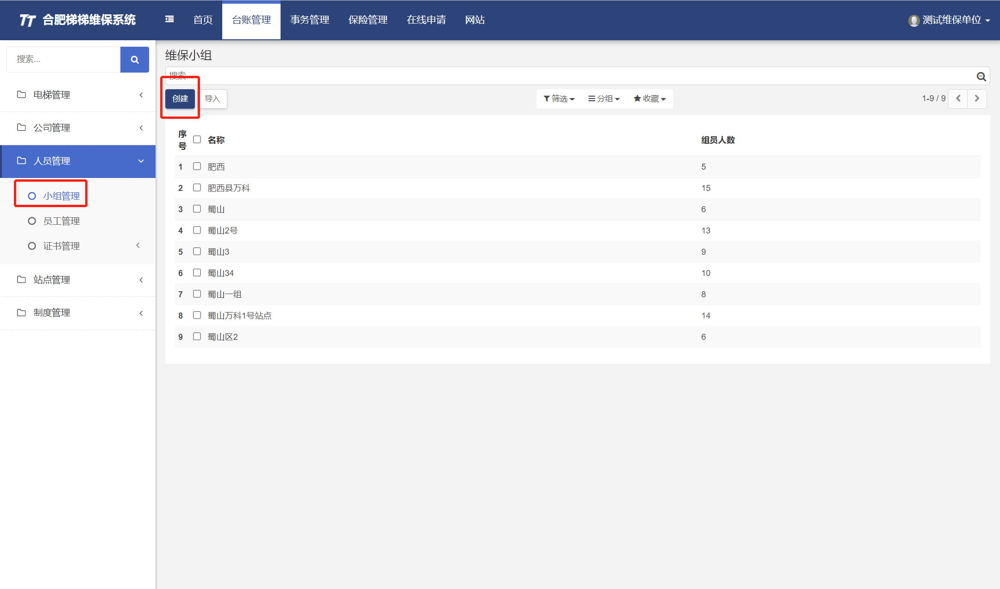 TT 合肥梯梯维保系统
首页 台账管理 事务管理 保险管理 在线申请 网站
测试维保单位
搜索...
电梯管理
公司管理
人员管理
小组管理
员工管理
证书管理
站点管理
制度管理
维保小组
搜索...
创建 导入
筛选 分组 收藏
1-9 / 9
序号 名称 组员人数
1 肥西 5
2 肥西县万科 15
3 蜀山 6
4 蜀山2号 13
5 蜀山3 9
6 蜀山34 10
7 蜀山一组 8
8 蜀山万科1号站点 14
9 蜀山区2 6